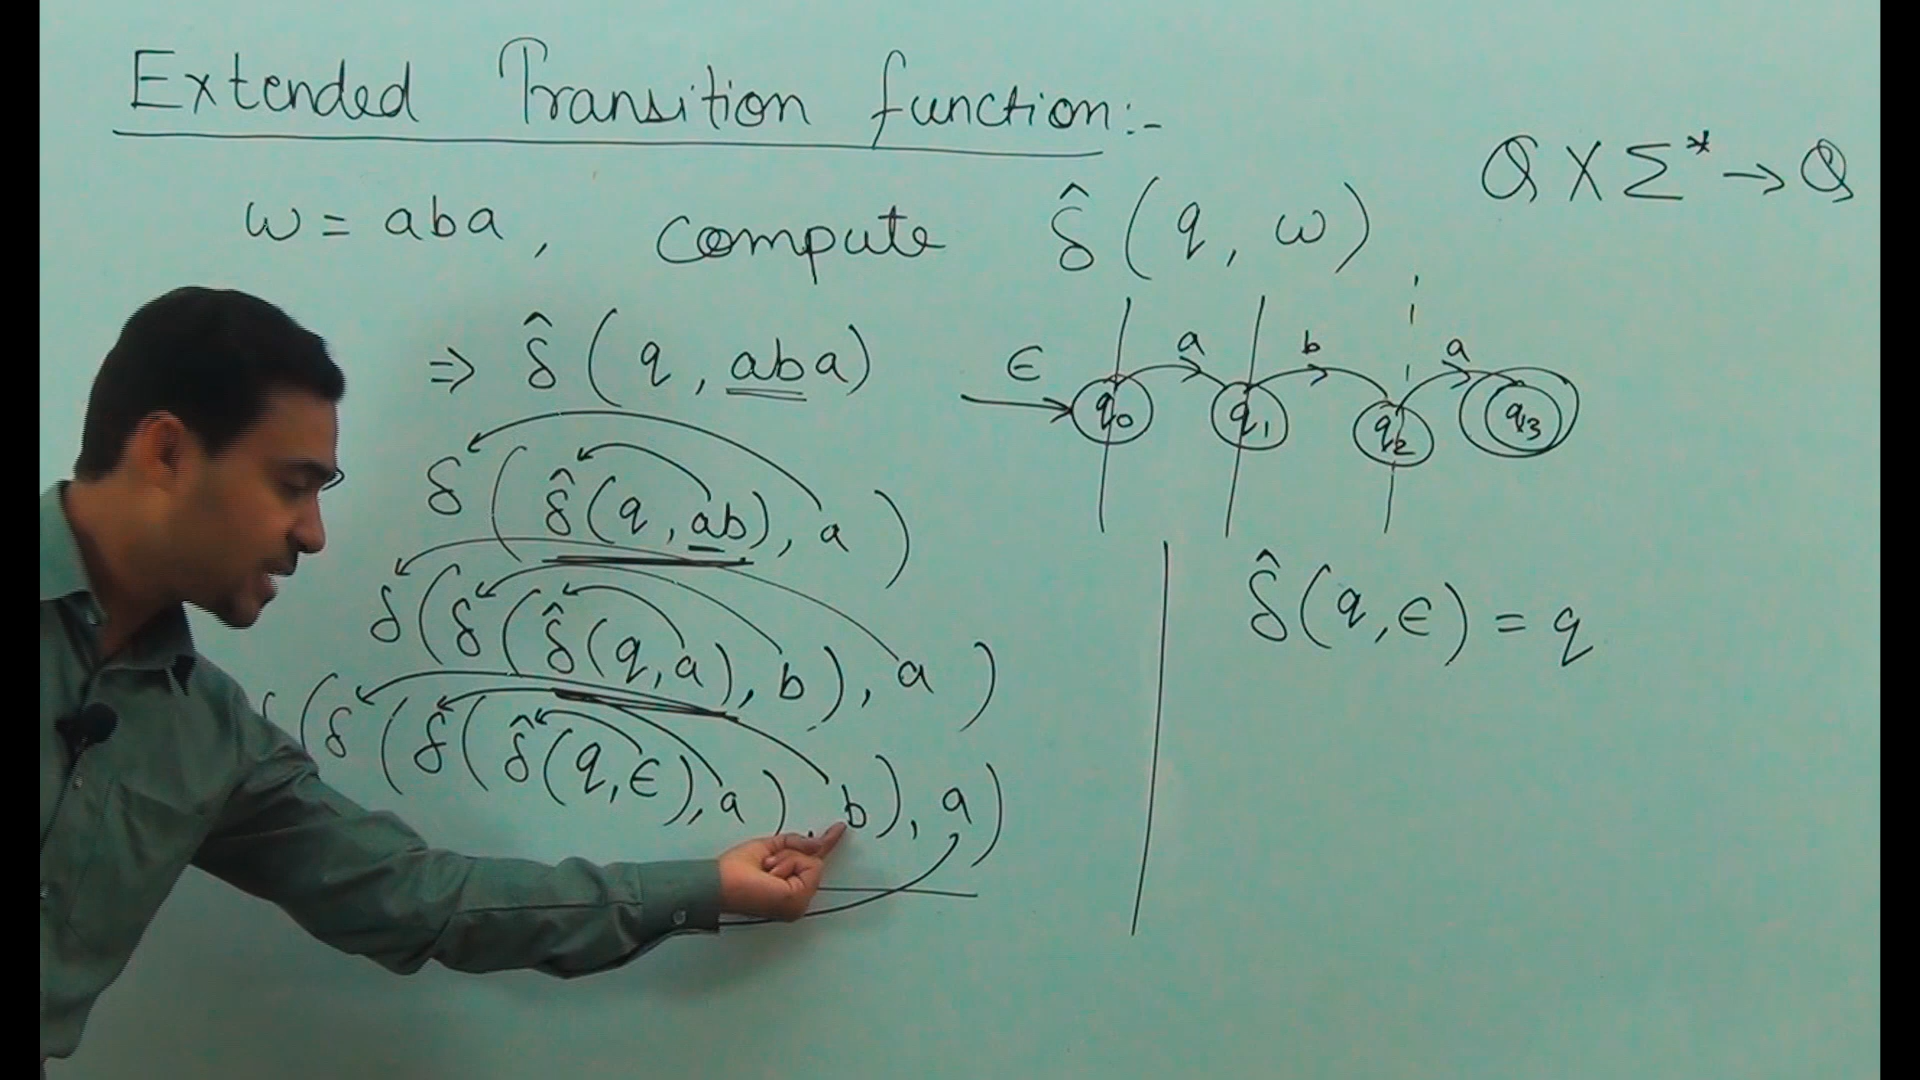 Extended Transition function:-
Q X Σ* → Q
w = aba, compute δ̂(q, w)
⇒ δ̂(q, aba)
δ(δ̂(q, ab), a)
δ(δ(δ̂(q, a), b), a)
(δ(δ(δ̂(q, ϵ), a), b), a)
ϵ q0 a q1 b q2 a q3
δ̂(q, ϵ) = q